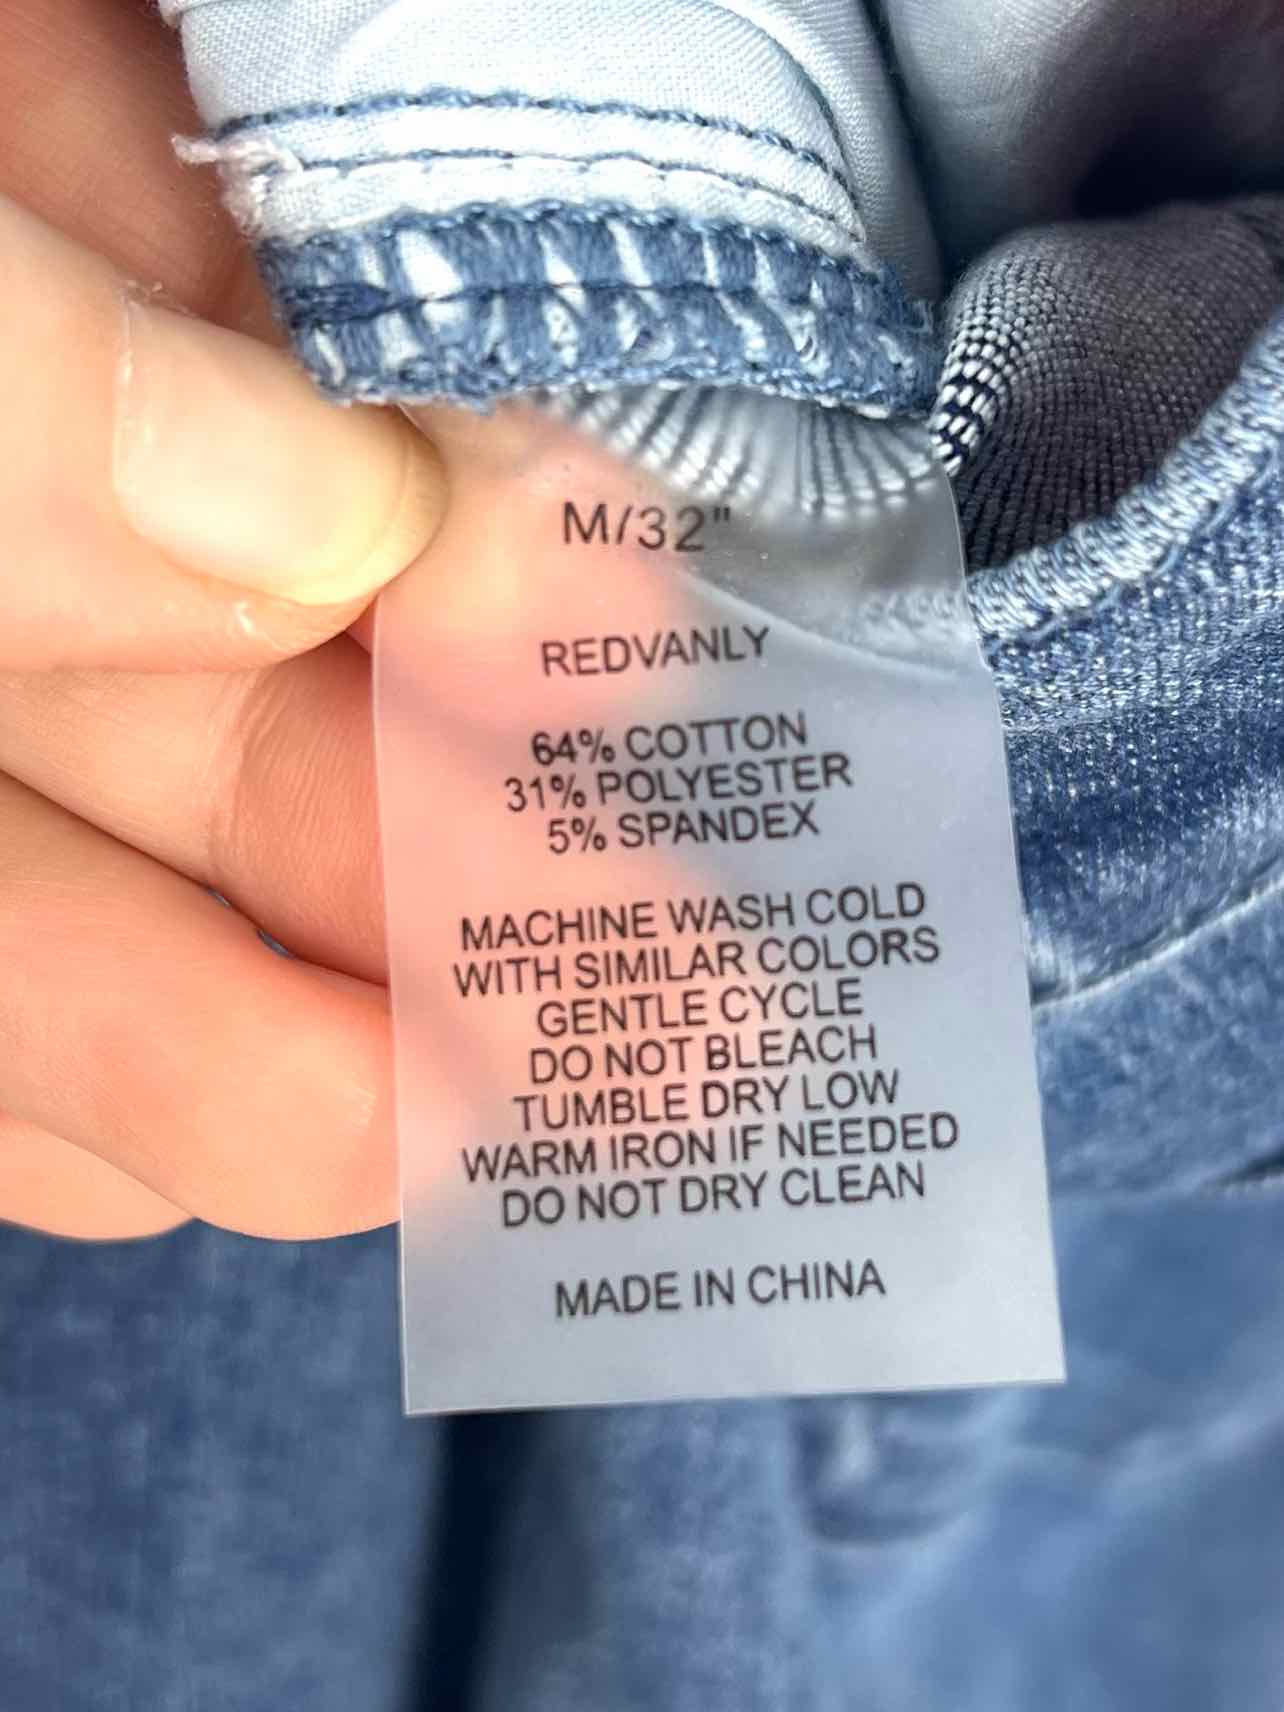 M/32"
REDVANLY
64% COTTON
31% POLYESTER
5% SPANDEX
MACHINE WASH COLD
WITH SIMILAR COLORS
GENTLE CYCLE
DO NOT BLEACH
TUMBLE DRY LOW
WARM IRON IF NEEDED
DO NOT DRY CLEAN
MADE IN CHINA